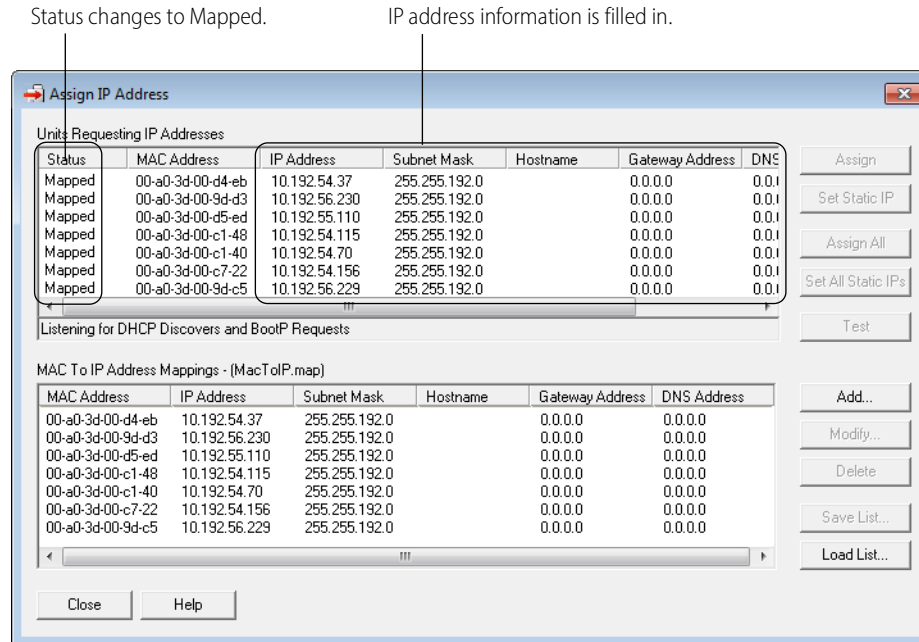 Status changes to Mapped.
IP address information is filled in.
Assign IP Address
Units Requesting IP Addresses
Status MAC Address IP Address Subnet Mask Hostname Gateway Address DNS
Mapped 00-a0-3d-00-d4-eb 10.192.54.37 255.255.192.0 0.0.0.0 0.0.
Mapped 00-a0-3d-00-9d-d3 10.192.56.230 255.255.192.0 0.0.0.0 0.0.
Mapped 00-a0-3d-00-d5-ed 10.192.55.110 255.255.192.0 0.0.0.0 0.0.
Mapped 00-a0-3d-00-c1-48 10.192.54.115 255.255.192.0 0.0.0.0 0.0.
Mapped 00-a0-3d-00-c1-40 10.192.54.70 255.255.192.0 0.0.0.0 0.0.
Mapped 00-a0-3d-00-c7-22 10.192.54.156 255.255.192.0 0.0.0.0 0.0.
Mapped 00-a0-3d-00-9d-c5 10.192.56.229 255.255.192.0 0.0.0.0 0.0.
Listening for DHCP Discovers and BootP Requests
Assign
Set Static IP
Assign All
Set All Static IPs
Test
MAC To IP Address Mappings - (MacToIP.map)
MAC Address IP Address Subnet Mask Hostname Gateway Address DNS Address
00-a0-3d-00-d4-eb 10.192.54.37 255.255.192.0 0.0.0.0 0.0.0.0
00-a0-3d-00-9d-d3 10.192.56.230 255.255.192.0 0.0.0.0 0.0.0.0
00-a0-3d-00-d5-ed 10.192.55.110 255.255.192.0 0.0.0.0 0.0.0.0
00-a0-3d-00-c1-48 10.192.54.115 255.255.192.0 0.0.0.0 0.0.0.0
00-a0-3d-00-c1-40 10.192.54.70 255.255.192.0 0.0.0.0 0.0.0.0
00-a0-3d-00-c7-22 10.192.54.156 255.255.192.0 0.0.0.0 0.0.0.0
00-a0-3d-00-9d-c5 10.192.56.229 255.255.192.0 0.0.0.0 0.0.0.0
Add...
Modify...
Delete
Save List...
Load List...
Close Help